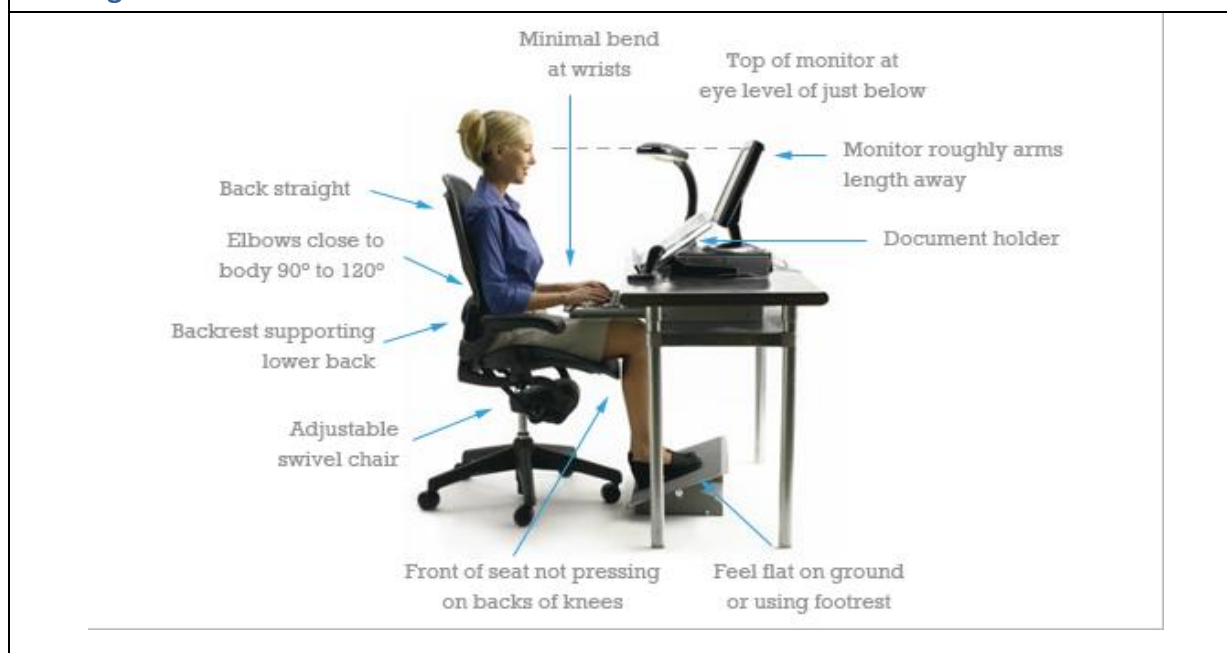 Minimal bend
at wrists
Top of monitor at
eye level of just below
Monitor roughly arms
length away
Back straight
Document holder
Elbows close to
body 90° to 120°
Backrest supporting
lower back
Adjustable
swivel chair
Front of seat not pressing
on backs of knees
Feel flat on ground
or using footrest